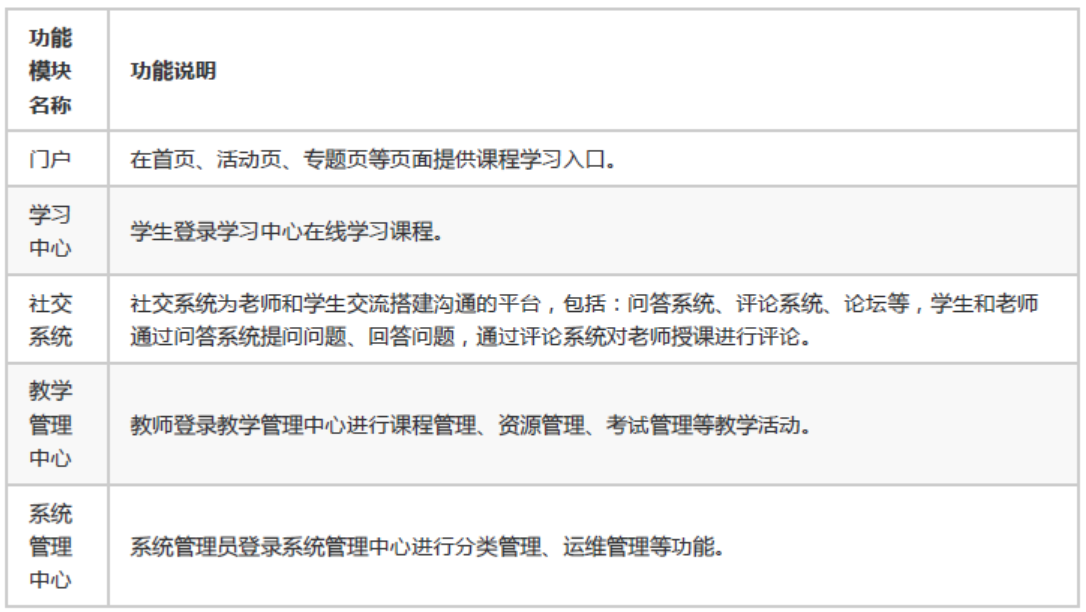 功能
模块
名称
功能说明
门户
在首页、活动页、专题页等页面提供课程学习入口。
学习
中心
学生登录学习中心在线学习课程。
社交
系统
社交系统为老师和学生交流搭建沟通的平台，包括：问答系统、评论系统、论坛等，学生和老师
通过问答系统提问问题、回答问题，通过评论系统对老师授课进行评论。
教学
管理
中心
教师登录教学管理中心进行课程管理、资源管理、考试管理等教学活动。
系统
管理
中心
系统管理员登录系统管理中心进行分类管理、运维管理等功能。